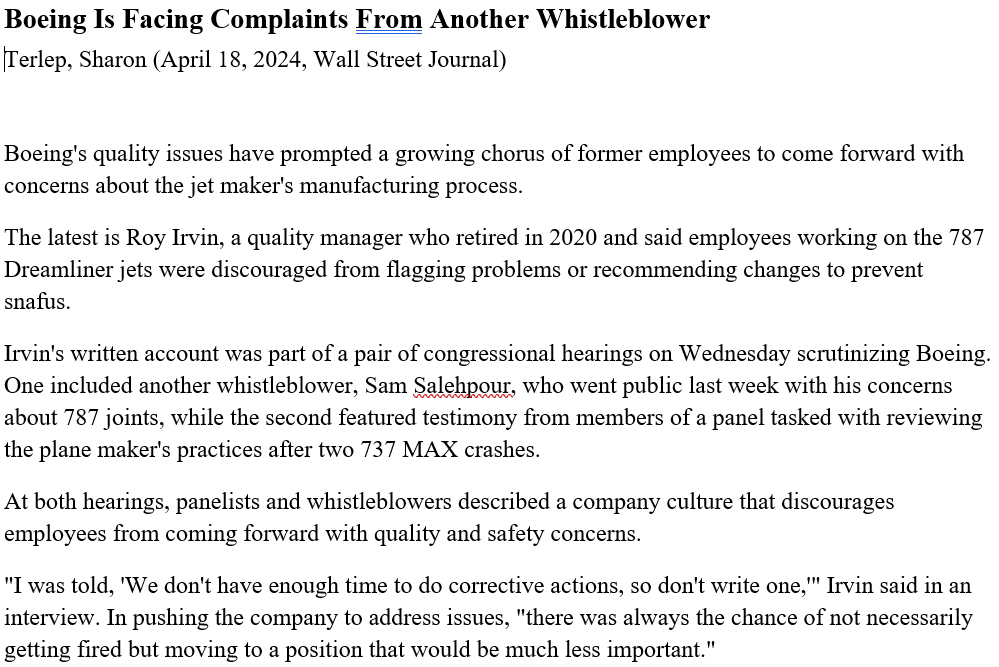 Boeing Is Facing Complaints From Another Whistleblower
Terlep, Sharon (April 18, 2024, Wall Street Journal)
Boeing's quality issues have prompted a growing chorus of former employees to come forward with
concerns about the jet maker's manufacturing process.
The latest is Roy Irvin, a quality manager who retired in 2020 and said employees working on the 787
Dreamliner jets were discouraged from flagging problems or recommending changes to prevent
snafus.
Irvin's written account was part of a pair of congressional hearings on Wednesday scrutinizing Boeing.
One included another whistleblower, Sam Salehpour, who went public last week with his concerns
about 787 joints, while the second featured testimony from members of a panel tasked with reviewing
the plane maker's practices after two 737 MAX crashes.
At both hearings, panelists and whistleblowers described a company culture that discourages
employees from coming forward with quality and safety concerns.
"I was told, 'We don't have enough time to do corrective actions, so don't write one,'" Irvin said in an
interview. In pushing the company to address issues, "there was always the chance of not necessarily
getting fired but moving to a position that would be much less important."